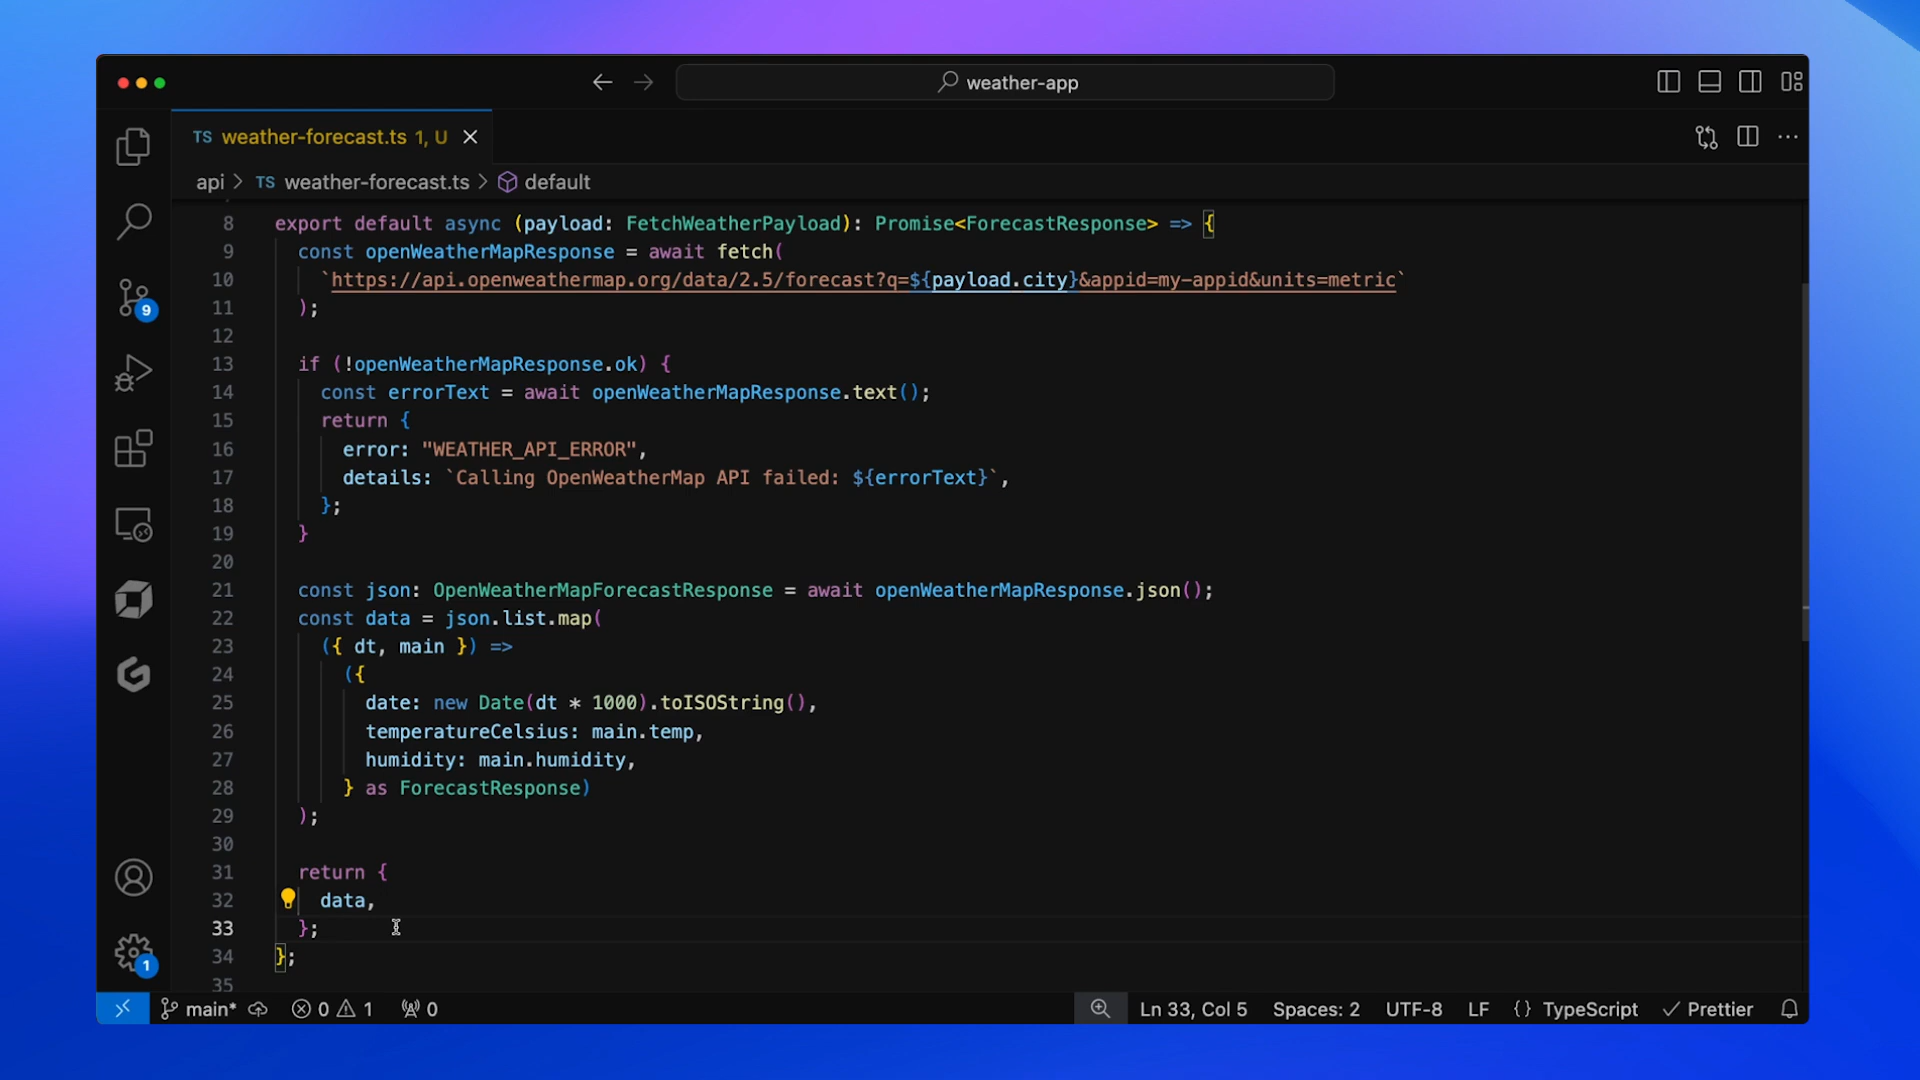 weather-app
TS weather-forecast.ts 1, U
api > TS weather-forecast.ts > default
8 export default async (payload: FetchWeatherPayload): Promise<ForecastResponse> => {
9 const openWeatherMapResponse = await fetch(
10 `https://api.openweathermap.org/data/2.5/forecast?q=${payload.city}&appid=my-appid&units=metric`
11 );
12
13 if (!openWeatherMapResponse.ok) {
14 const errorText = await openWeatherMapResponse.text();
15 return {
16 error: "WEATHER_API_ERROR",
17 details: `Calling OpenWeatherMap API failed: ${errorText}`,
18 };
19 }
20
21 const json: OpenWeatherMapForecastResponse = await openWeatherMapResponse.json();
22 const data = json.list.map(
23 ({ dt, main }) =>
24 ({
25 date: new Date(dt * 1000).toISOString(),
26 temperatureCelsius: main.temp,
27 humidity: main.humidity,
28 } as ForecastResponse)
29 );
30
31 return {
32 data,
33 };
34 };
35
9
1
main* 0 1 0 Ln 33, Col 5 Spaces: 2 UTF-8 LF {} TypeScript Prettier